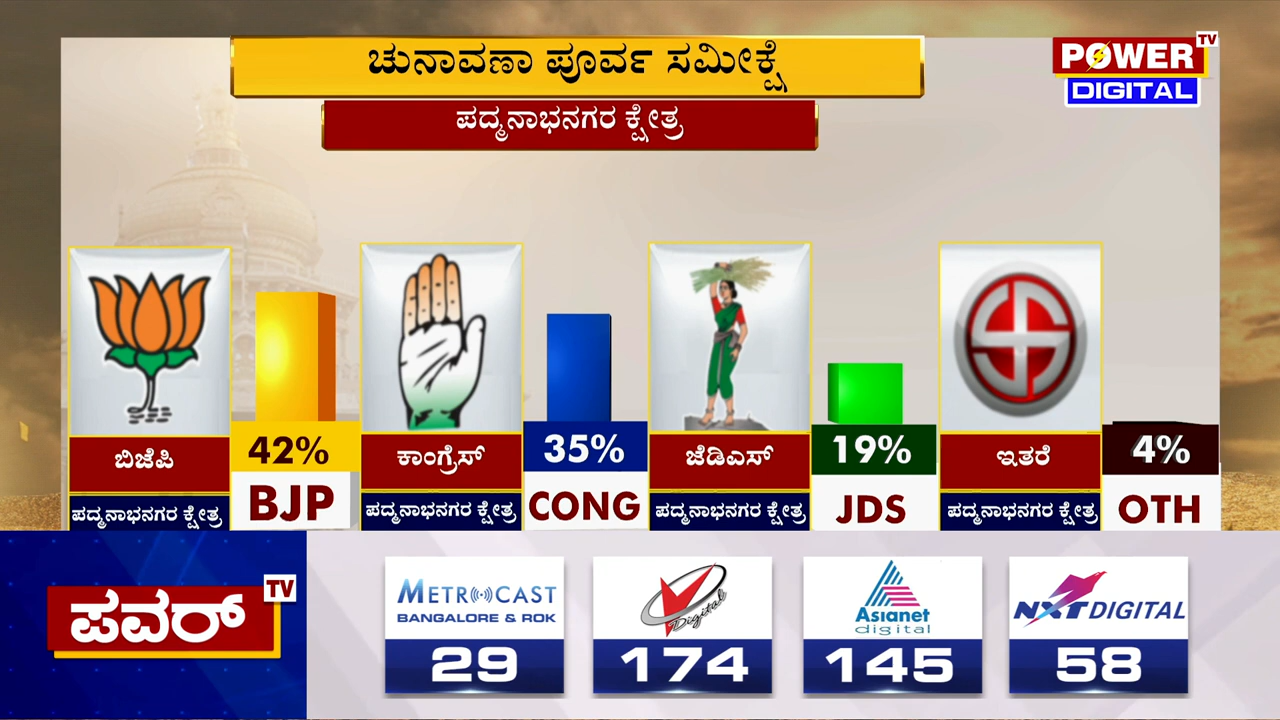 ಚುನಾವಣಾ ಪೂರ್ವ ಸಮೀಕ್ಷೆ
ಪದ್ಮನಾಭನಗರ ಕ್ಷೇತ್ರ
POWER TV
DIGITAL
ಬಿಜೆಪಿ
ಪದ್ಮನಾಭನಗರ ಕ್ಷೇತ್ರ
42%
BJP
ಕಾಂಗ್ರೆಸ್
ಪದ್ಮನಾಭನಗರ ಕ್ಷೇತ್ರ
35%
CONG
ಜೆಡಿಎಸ್
ಪದ್ಮನಾಭನಗರ ಕ್ಷೇತ್ರ
19%
JDS
ಇತರೆ
ಪದ್ಮನಾಭನಗರ ಕ್ಷೇತ್ರ
4%
OTH
ಪವರ್ TV
METROCAST
BANGALORE & ROK
29
V Digital
174
Asianet
digital
145
NXTDIGITAL
58